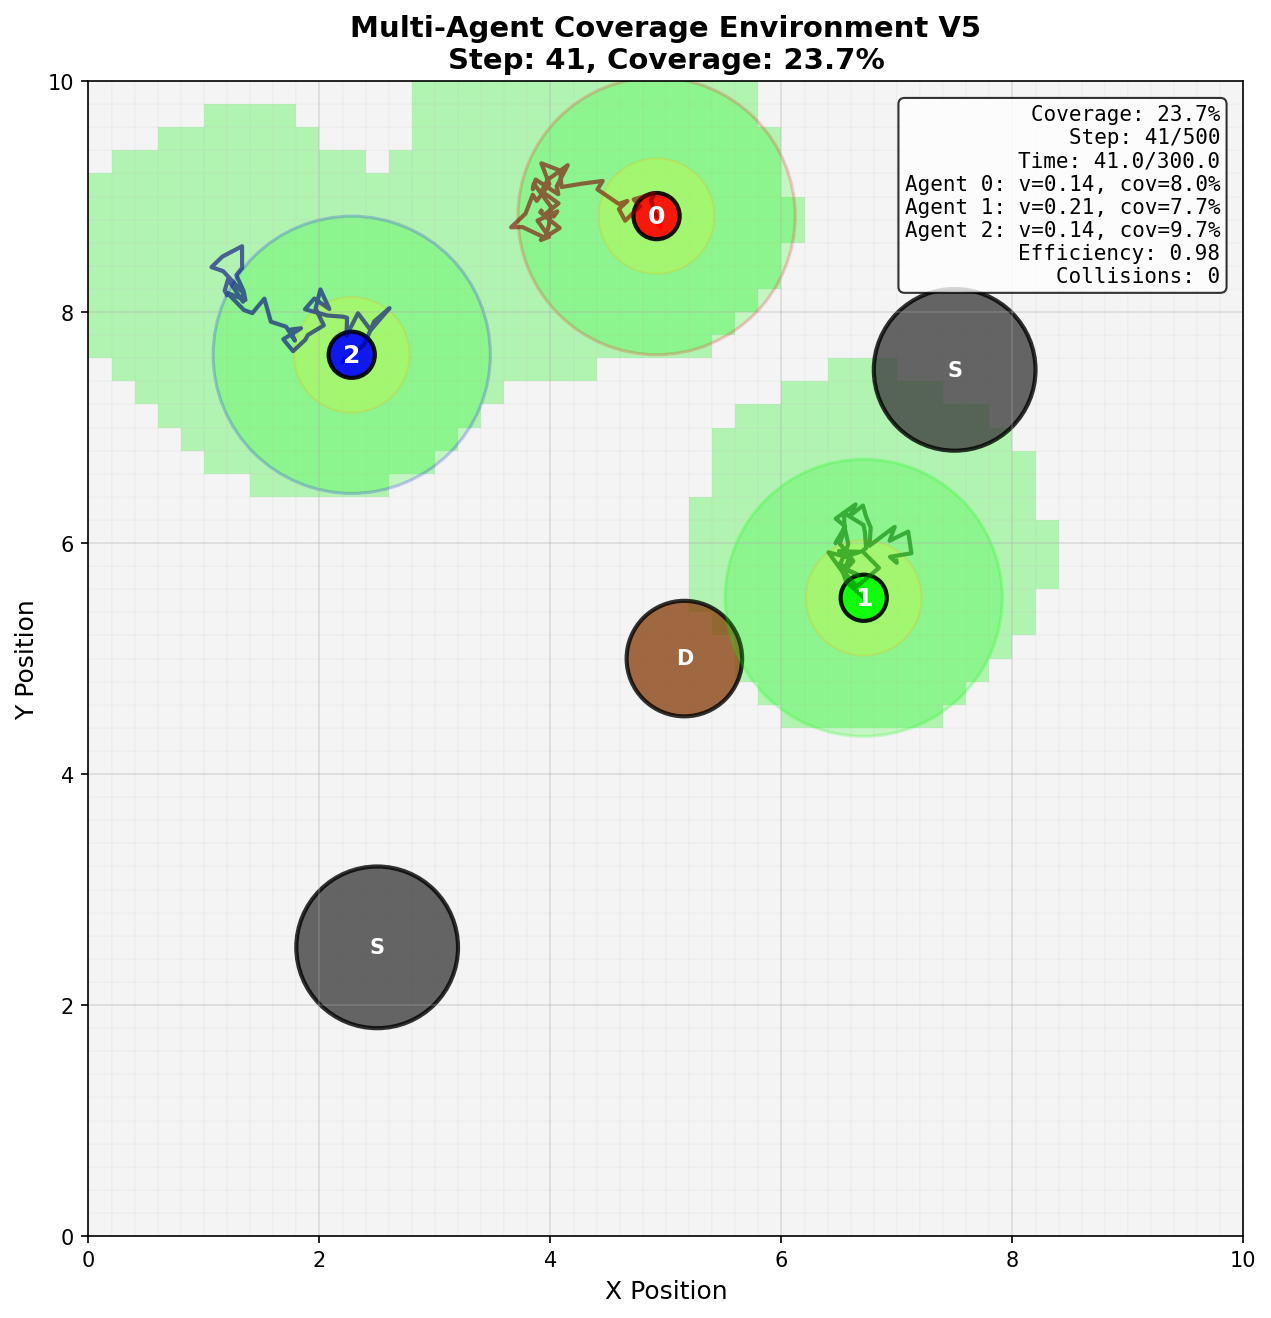 Multi-Agent Coverage Environment V5
Step: 41, Coverage: 23.7%
Coverage: 23.7%
Step: 41/500
Time: 41.0/300.0
Agent 0: v=0.14, cov=8.0%
Agent 1: v=0.21, cov=7.7%
Agent 2: v=0.14, cov=9.7%
Efficiency: 0.98
Collisions: 0
10
8
6
4
2
0
Y Position
0
2
S
1
D
S
0
2
4
6
8
10
X Position